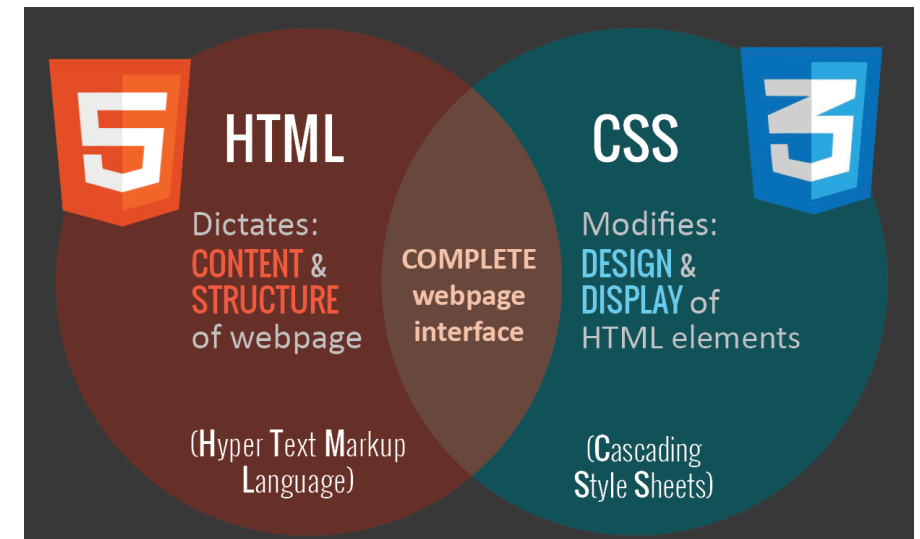 5
HTML
Dictates:
CONTENT &
STRUCTURE
of webpage
(Hyper Text Markup
Language)
COMPLETE
webpage
interface
3
CSS
Modifies:
DESIGN &
DISPLAY of
HTML elements
(Cascading
Style Sheets)